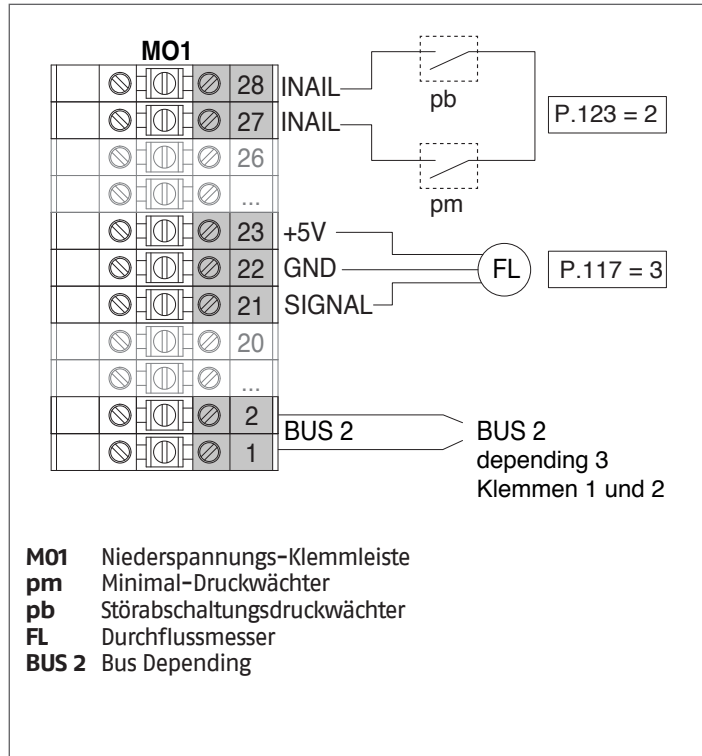 MO1
28 INAIL
27 INAIL
26
...
23 +5V
22 GND
21 SIGNAL
20
...
2
1
BUS 2
pb
pm
P.123 = 2
FL
P.117 = 3
BUS 2
depending 3
Klemmen 1 und 2
M01 Niederspannungs-Klemmleiste
pm Minimal-Druckwächter
pb Störabschaltungsdruckwächter
FL Durchflussmesser
BUS 2 Bus Depending